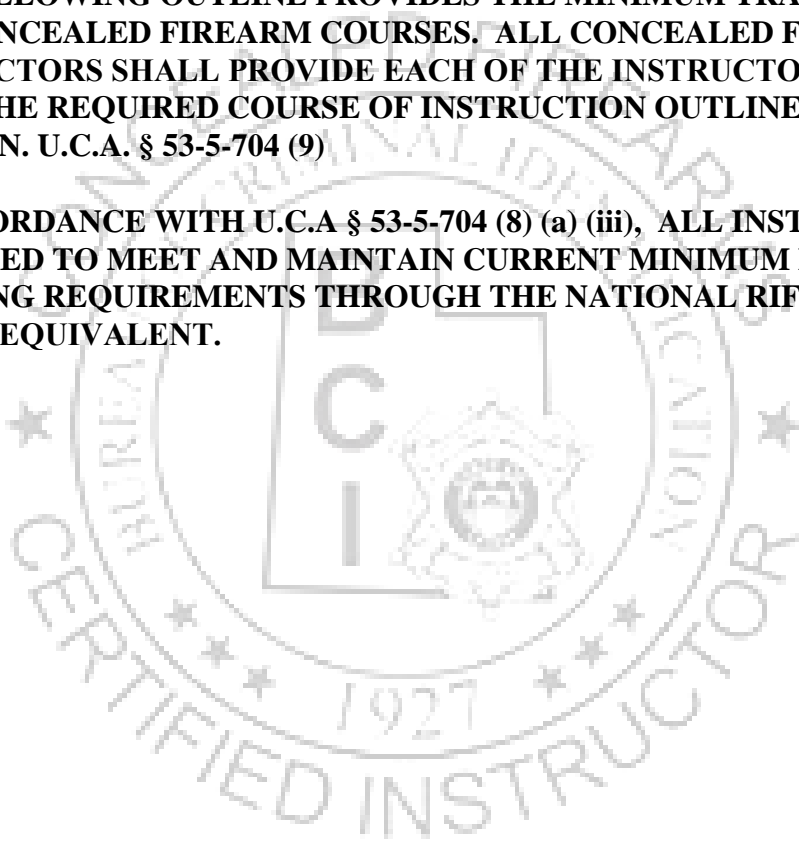 LLOWING OUTLINE PROVIDES THE MINIMUM TRA
NCEALED FIREARM COURSES. ALL CONCEALED F
CTORS SHALL PROVIDE EACH OF THE INSTRUCTO
HE REQUIRED COURSE OF INSTRUCTION OUTLINE
N. U.C.A. § 53-5-704 (9)
ORDANCE WITH U.C.A § 53-5-704 (8) (a) (iii), ALL INST
ED TO MEET AND MAINTAIN CURRENT MINIMUM
NG REQUIREMENTS THROUGH THE NATIONAL RIF
EQUIVALENT.
B
C
I
1927
CERTIFIED INSTRUCTOR